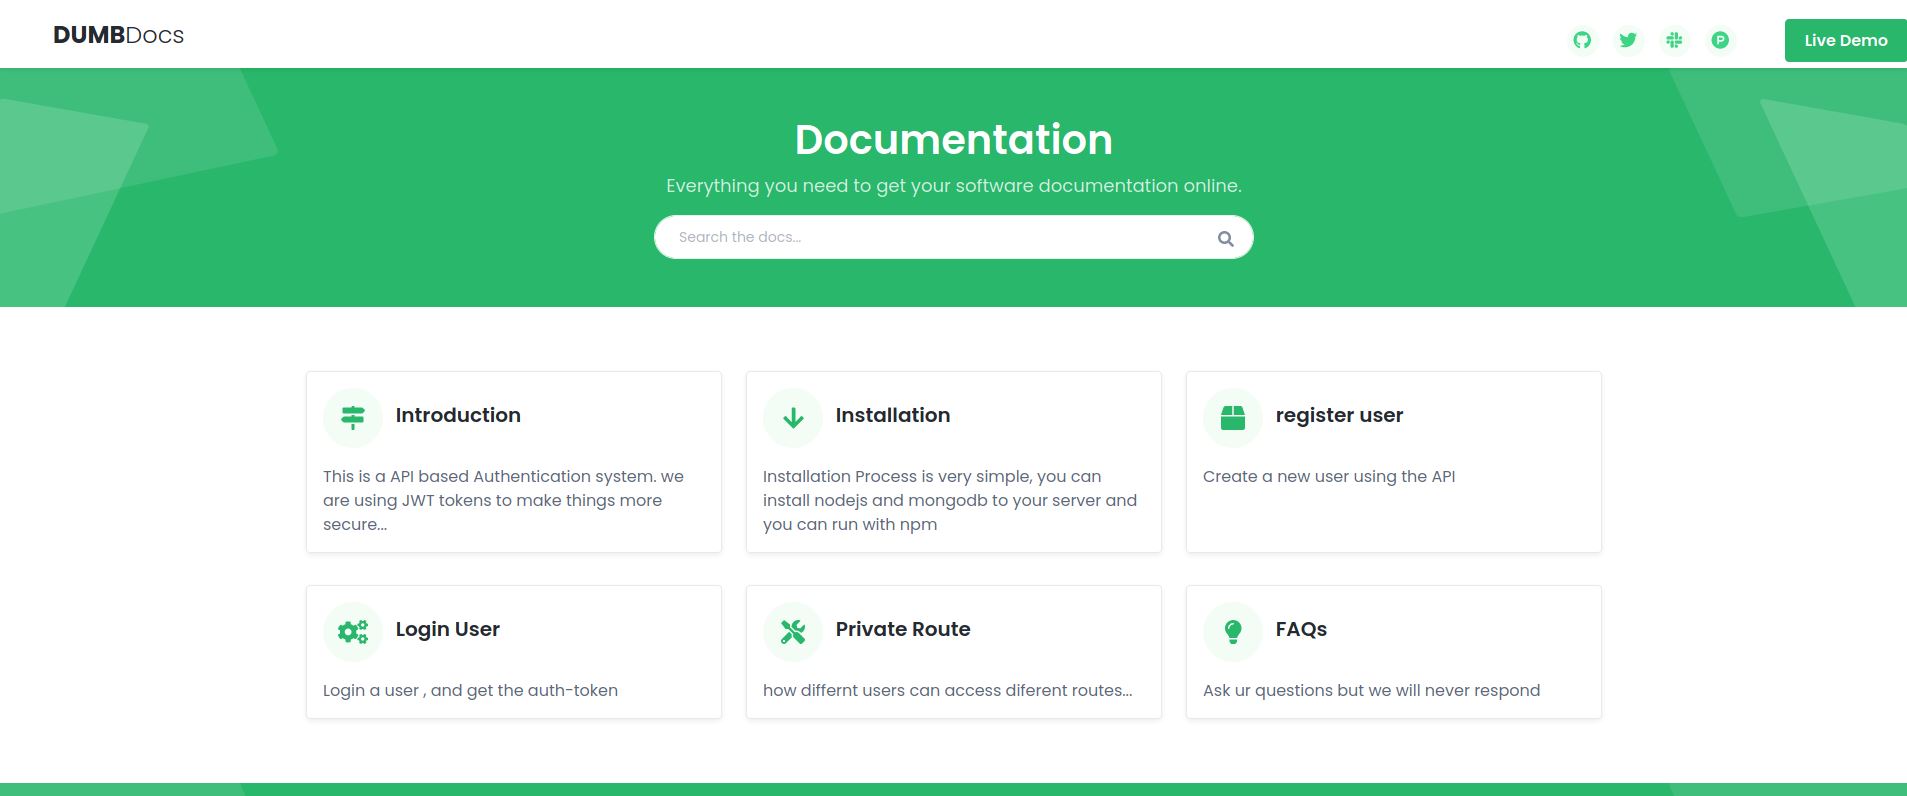 DUMBDocs
Live Demo
Documentation
Everything you need to get your software documentation online.
Search the docs...
Introduction
This is a API based Authentication system. we
are using JWT tokens to make things more
secure...
Installation
Installation Process is very simple, you can
install nodejs and mongodb to your server and
you can run with npm
register user
Create a new user using the API
Login User
Login a user , and get the auth-token
Private Route
how differnt users can access diferent routes...
FAQs
Ask ur questions but we will never respond